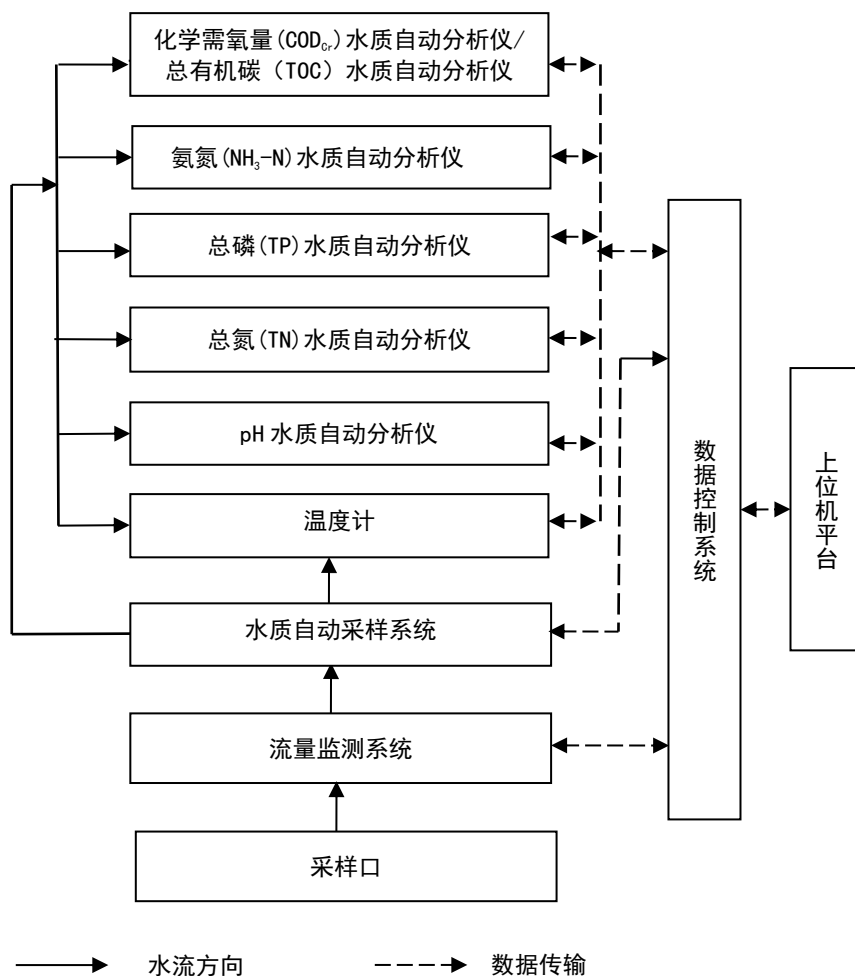 化学需氧量(CODCr)水质自动分析仪/
总有机碳（TOC）水质自动分析仪
氨氮(NH3-N)水质自动分析仪
总磷(TP)水质自动分析仪
总氮(TN)水质自动分析仪
pH 水质自动分析仪
温度计
水质自动采样系统
流量监测系统
采样口
数据控制系统
上位机平台
水流方向
数据传输